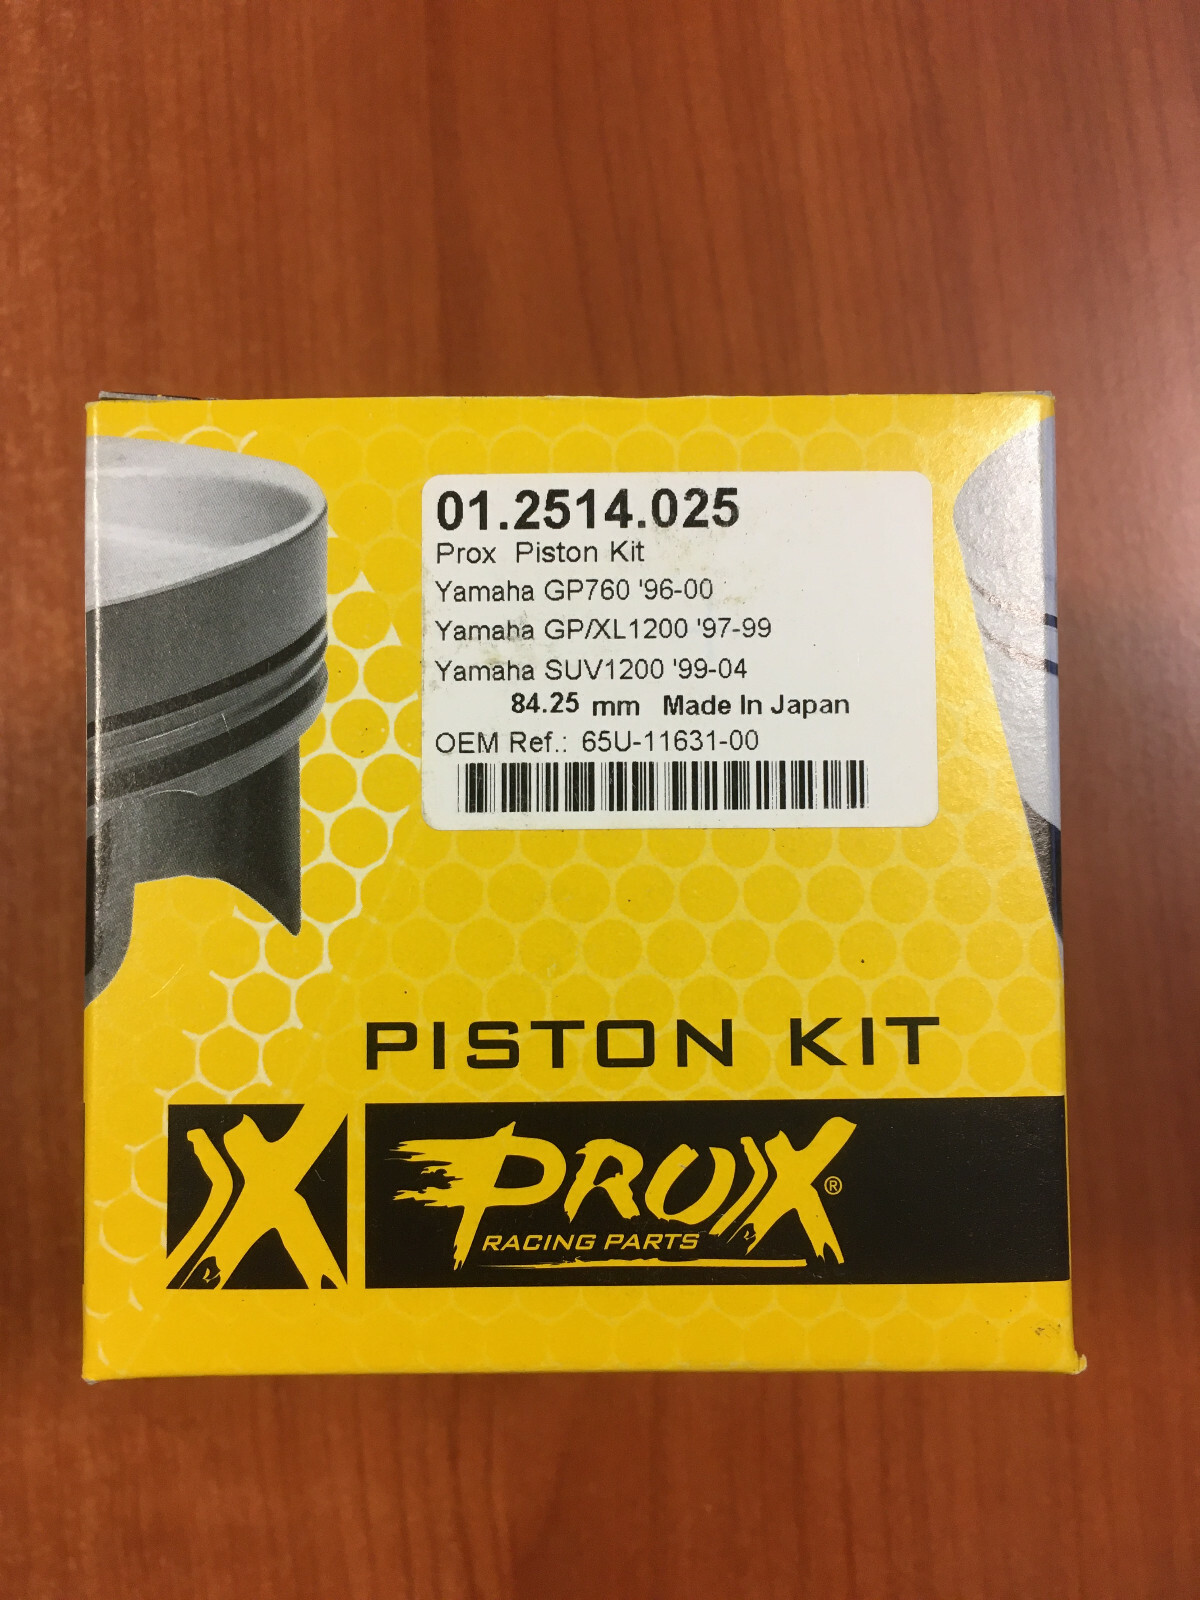 01.2514.025
Prox Piston Kit
Yamaha GP760 '96-00
Yamaha GP/XL1200 '97-99
Yamaha SUV1200 '99-04
84.25 mm Made In Japan
OEM Ref.: 65U-11631-00
PISTON KIT
X PROX®
RACING PARTS